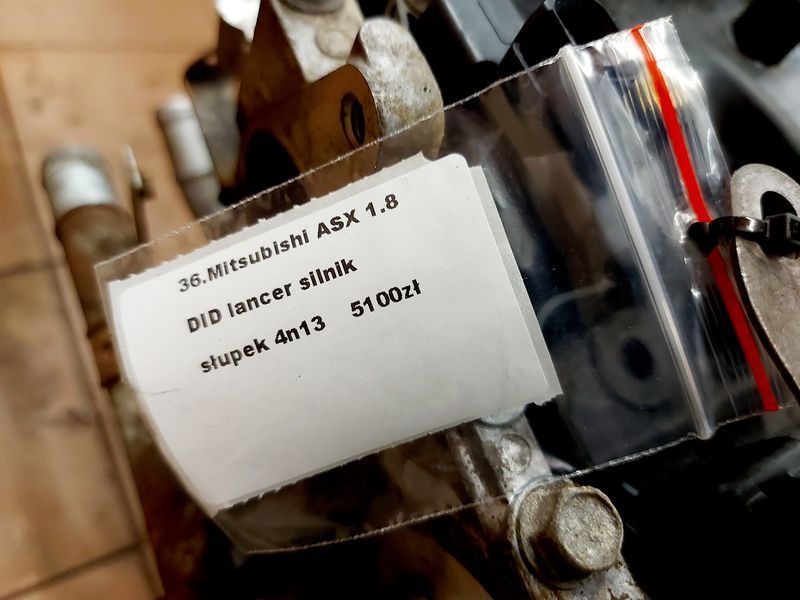 36.Mitsubishi ASX 1.8
DID lancer silnik
słupek 4n13 5100zł